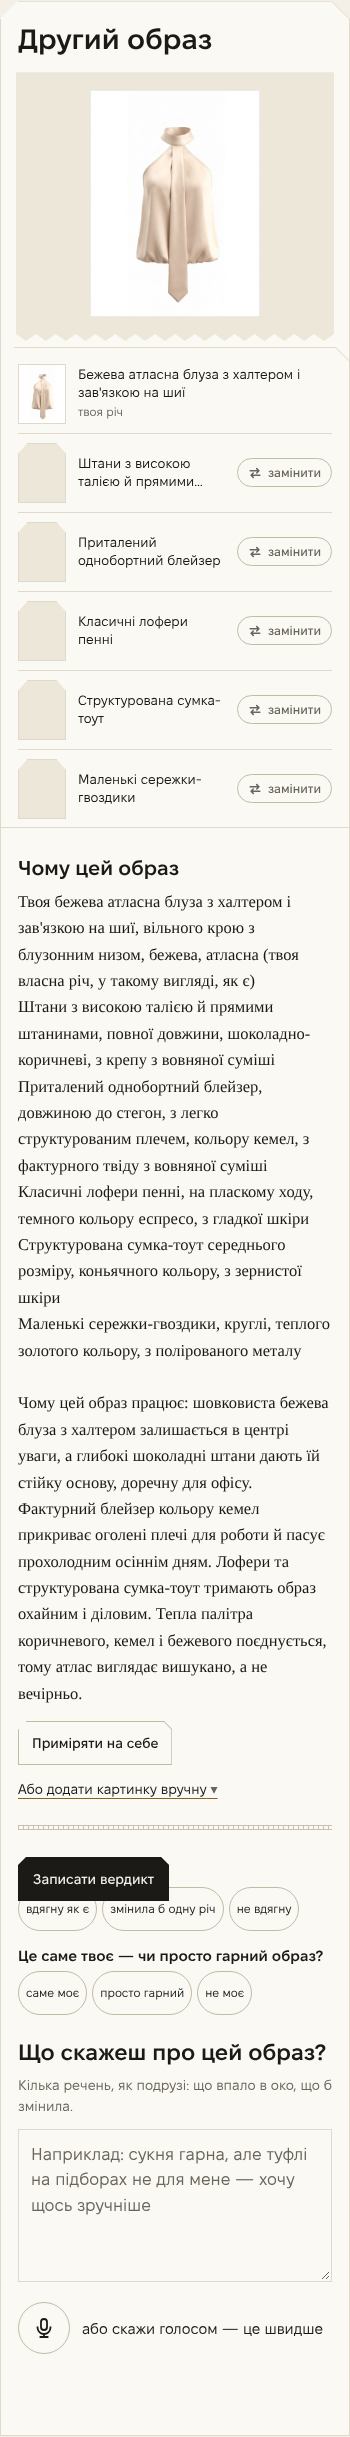 Другий образ
Бежева атласна блуза з халтером і
зав'язкою на шиї
твоя річ
Штани з високою
талією й прямими...
⇄ замінити
Приталений
однобортний блейзер
⇄ замінити
Класичні лофери
пенні
⇄ замінити
Структурована сумка-
тоут
⇄ замінити
Маленькі сережки-
гвоздики
⇄ замінити
Чому цей образ
Твоя бежева атласна блуза з халтером і
зав'язкою на шиї, вільного крою з
блузонним низом, бежева, атласна (твоя
власна річ, у такому вигляді, як є)
Штани з високою талією й прямими
штанинами, повної довжини, шоколадно-
коричневі, з крепу з вовняної суміші
Приталений однобортний блейзер,
довжиною до стегон, з легко
структурованим плечем, кольору кемел, з
фактурного твіду з вовняної суміші
Класичні лофери пенні, на пласкому ходу,
темного кольору еспресо, з гладкої шкіри
Структурована сумка-тоут середнього
розміру, коньячного кольору, з зернистої
шкіри
Маленькі сережки-гвоздики, круглі, теплого
золотого кольору, з полірованого металу
Чому цей образ працює: шовковиста бежева
блуза з халтером залишається в центрі
уваги, а глибокі шоколадні штани дають їй
стійку основу, доречну для офісу.
Фактурний блейзер кольору кемел
прикриває оголені плечі для роботи й пасує
прохолодним осіннім дням. Лофери та
структурована сумка-тоут тримають образ
охайним і діловим. Тепла палітра
коричневого, кемел і бежевого поєднується,
тому атлас виглядає вишукано, а не
вечірньо.
Приміряти на себе
Або додати картинку вручну ▾
Записати вердикт
вдягну як є
змінила б одну річ
не вдягну
Це саме твоє — чи просто гарний образ?
саме моє
просто гарний
не моє
Що скажеш про цей образ?
Кілька речень, як подрузі: що впало в око, що б
змінила.
Наприклад: сукня гарна, але туфлі
на підборах не для мене — хочу
щось зручніше
або скажи голосом — це швидше